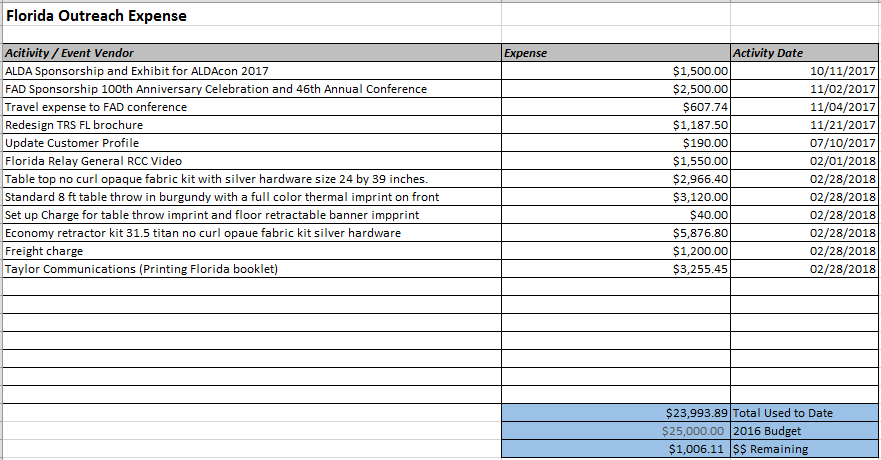 Florida Outreach Expense
Acitivity / Event Vendor Expense Activity Date
ALDA Sponsorship and Exhibit for ALDAcon 2017 $1,500.00 10/11/2017
FAD Sponsorship 100th Anniversary Celebration and 46th Annual Conference $2,500.00 11/02/2017
Travel expense to FAD conference $607.74 11/04/2017
Redesign TRS FL brochure $1,187.50 11/21/2017
Update Customer Profile $190.00 07/10/2017
Florida Relay General RCC Video $1,550.00 02/01/2018
Table top no curl opaque fabric kit with silver hardware size 24 by 39 inches. $2,966.40 02/28/2018
Standard 8 ft table throw in burgundy with a full color thermal imprint on front $3,120.00 02/28/2018
Set up Charge for table throw imprint and floor retractable banner impprint $40.00 02/28/2018
Economy retractor kit 31.5 titan no curl opaue fabric kit silver hardware $5,876.80 02/28/2018
Freight charge $1,200.00 02/28/2018
Taylor Communications (Printing Florida booklet) $3,255.45 02/28/2018
$23,993.89 Total Used to Date
$25,000.00 2016 Budget
$1,006.11 $$ Remaining